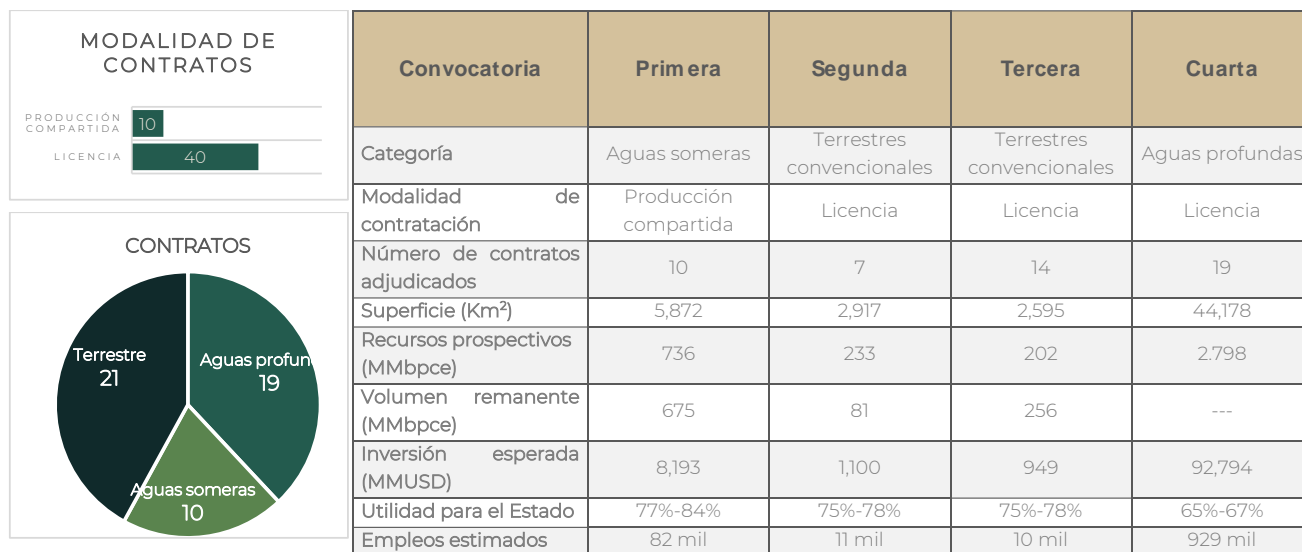 MODALIDAD DE
CONTRATOS
PRODUCCIÓN
COMPARTIDA
10
LICENCIA
40
CONTRATOS
Terrestre
21
Aguas profun
19
Aguas someras
10
Convocatoria Primera Segunda Tercera Cuarta
Categoría Aguas someras Terrestres convencionales Terrestres convencionales Aguas profundas
Modalidad de
contratación Producción compartida Licencia Licencia Licencia
Número de contratos
adjudicados 10 7 14 19
Superficie (Km²) 5,872 2,917 2,595 44,178
Recursos prospectivos
(MMbpce) 736 233 202 2.798
Volumen remanente
(MMbpce) 675 81 256 ---
Inversión esperada
(MMUSD) 8,193 1,100 949 92,794
Utilidad para el Estado 77%-84% 75%-78% 75%-78% 65%-67%
Empleos estimados 82 mil 11 mil 10 mil 929 mil